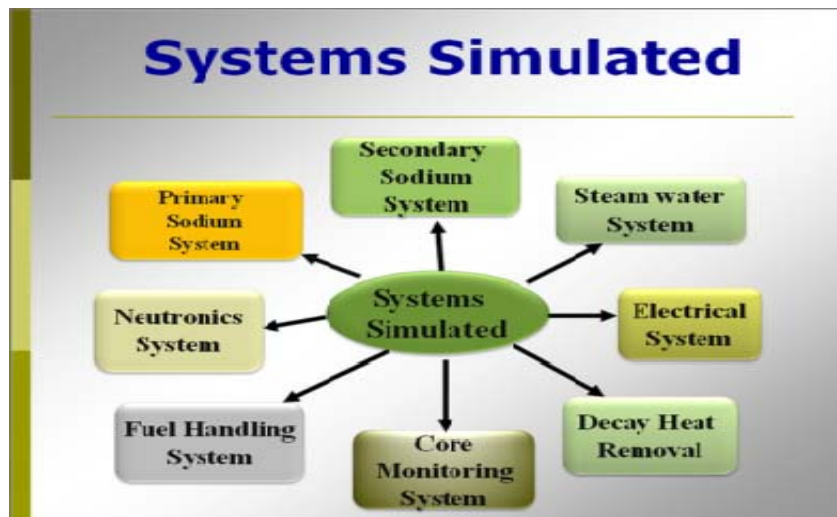 Systems Simulated
Secondary
Sodium
System
Primary
Sodium
System
Steam water
System
Systems
Simulated
Neutronics
System
Electrical
System
Fuel Handling
System
Core
Monitoring
System
Decay Heat
Removal